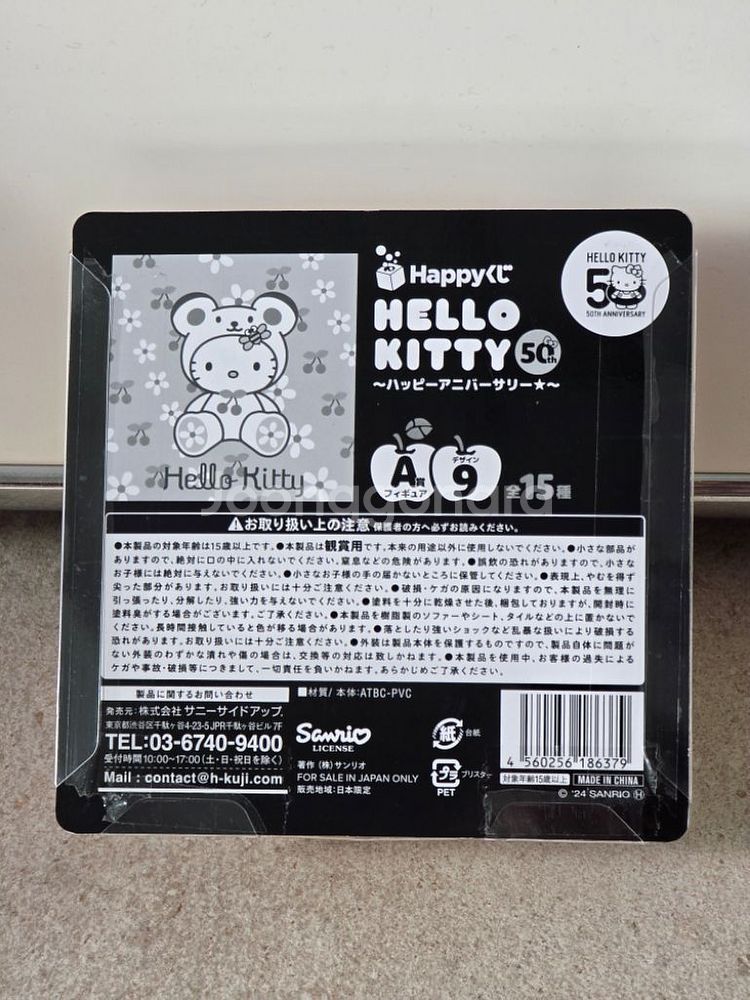 Happyくじ
HELLO
KITTY 50th
～ハッピーアニバーサリー★～
HELLO KITTY
50
50TH ANNIVERSARY
Hello Kitty
A賞
フィギュア
デザイン
9
全15種
joonggonara
⚠お取り扱い上の注意 保護者の方へ必ずお読みください。
●本製品の対象年齢は15歳以上です。●本製品は観賞用です。本来の用途以外に使用しないでください。●小さな部品が
ありますので、絶対に口の中に入れないでください。窒息などの危険があります。●誤飲の恐れがありますので、小さな
お子様には絶対に与えないでください。●小さなお子様の手の届かないところに保管してください。●表現上、やむを得ず
尖った部分があります。お取り扱いには十分ご注意ください。●破損・ケガの原因になりますので、本製品を無理に
引っ張ったり、分解したり、強い力を与えないでください。●塗料を十分に乾燥させた後、梱包しておりますが、開封時に
塗料臭がする場合がございます。ご了承ください。●本製品を樹脂製のソファーやシート、タイルなどの上に置かないで
ください。長時間接触していると色が移る場合があります。●落としたり強いショックなど乱暴な扱いにより破損する
恐れがあります。お取り扱いには十分ご注意ください。●外装は製品本体を保護するものですので、製品自体に問題が
ない外装のわずかな潰れや傷の場合は、交換等の対応は致しかねます。●本製品を使用中、お客様の過失による
ケガや事故・破損等につきまして、一切責任を負いかねます。あらかじめご了承ください。
製品に関するお問い合わせ
発売元：株式会社 サニーサイドアップ
東京都渋谷区千駄ヶ谷4-23-5 JPR千駄ヶ谷ビル 7F
TEL:03-6740-9400
受付時間10:00～17:00（土・日・祝日を除く）
Mail : contact@h-kuji.com
■材質/ 本体:ATBC-PVC
Sanrio
LICENSE
著作（株）サンリオ
FOR SALE IN JAPAN ONLY
販売地域：日本限定
紙 台紙
プラ ブリスター
PET
4 560256 186379
対象年齢15歳以上
MADE IN CHINA
© '24 SANRIO Ⓗ